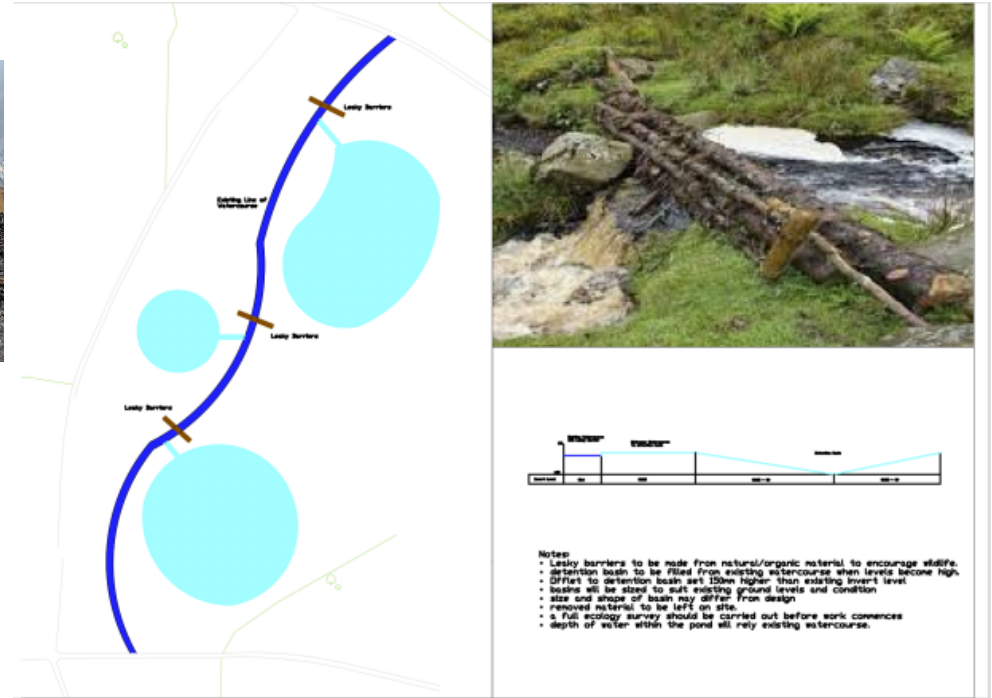 Leaky Barriers
Existing Line of
Watercourse
Leaky Barriers
Leaky Barriers
Detention Basin
Notes:
• Leaky barriers to be made from natural/organic material to encourage wildlife.
• detention basin to be filled from existing watercourse when levels become high.
• Offlet to detention basin set 150mm higher than existing invert level
• basins will be sized to suit existing ground levels and condition
• size and shape of basin may differ from design
• removed material to be left on site.
• a full ecology survey should be carried out before work commences
• depth of water within the pond will rely existing watercourse.